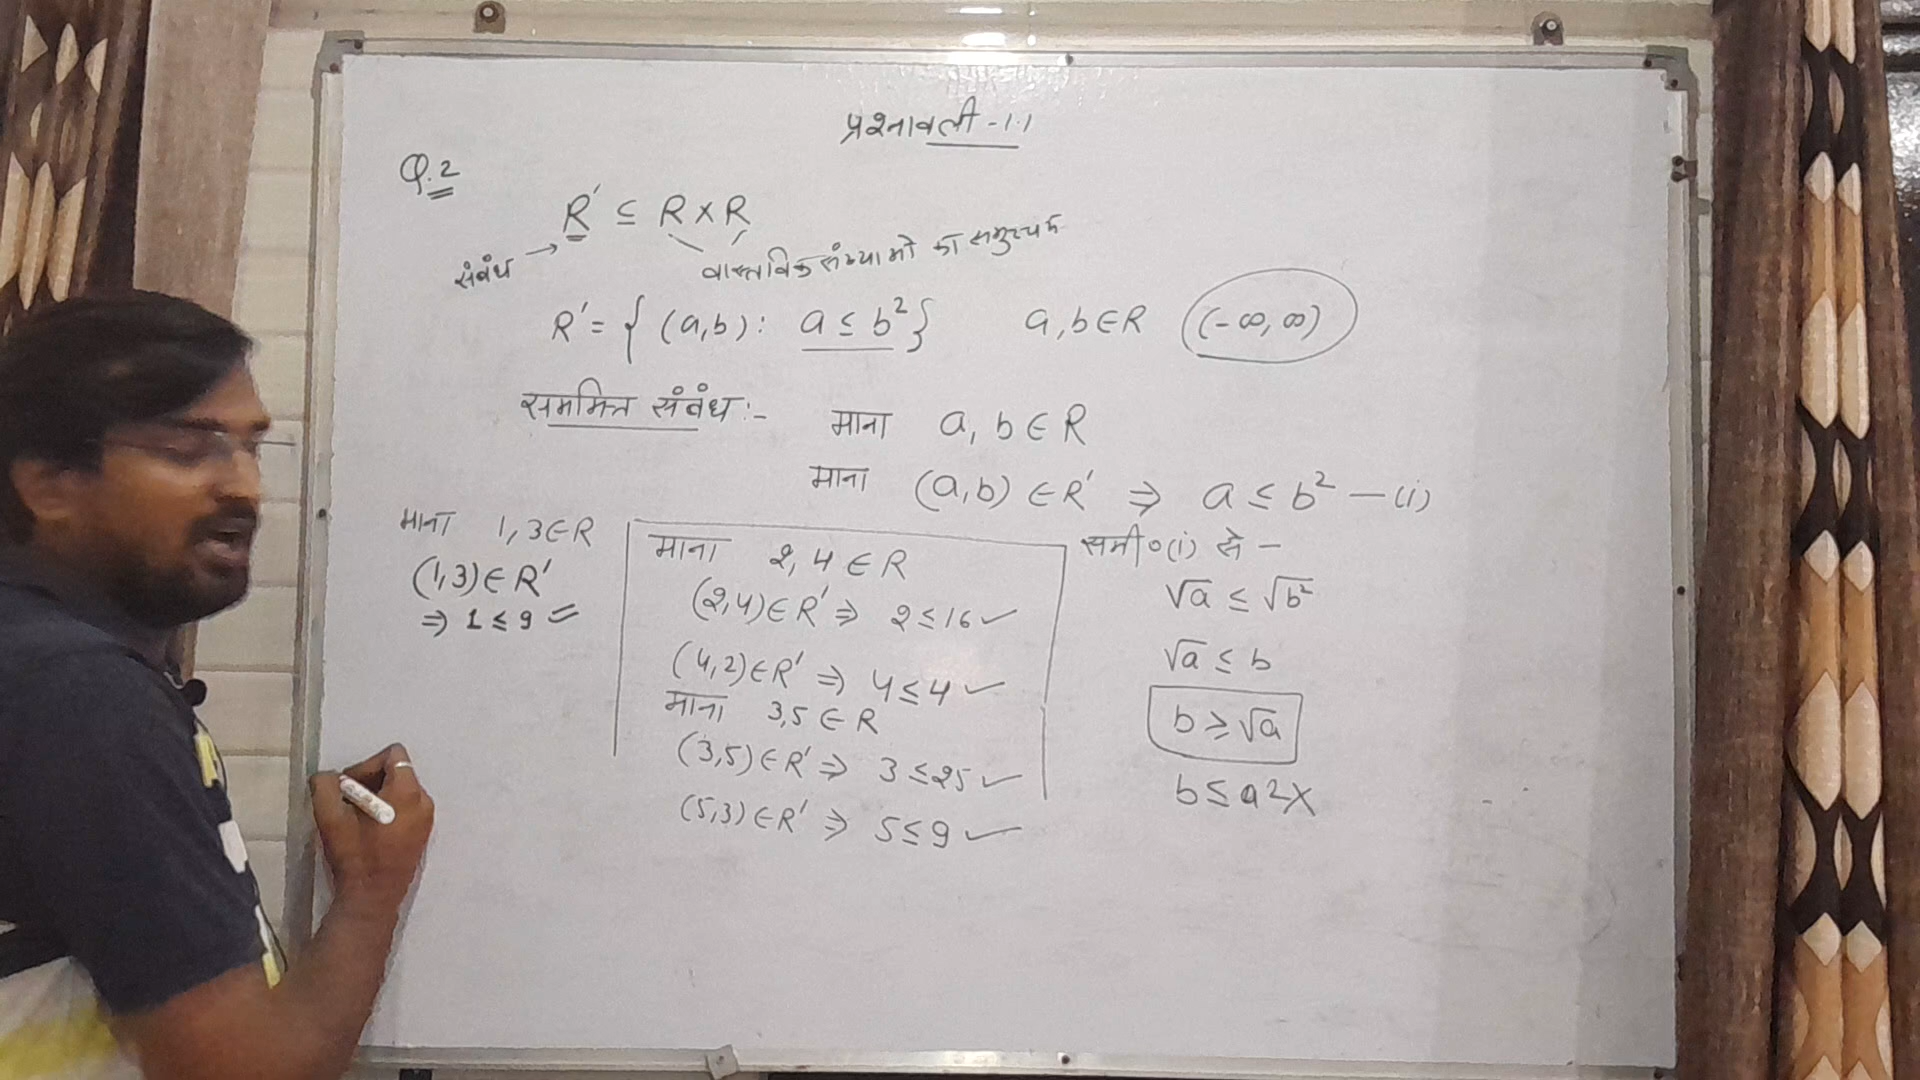 प्रश्नावली - 1.1
Q.2
R' ⊆ R × R
संबंध → वास्तविक संख्याओं का समुच्चय
R' = { (a,b) : a ≤ b² } a, b ∈ R (-∞, ∞)
सममित संबंध :- माना a, b ∈ R
माना (a,b) ∈ R' ⇒ a ≤ b² — (i)
माना 1, 3 ∈ R
(1,3) ∈ R'
⇒ 1 ≤ 9
माना 2, 4 ∈ R
(2,4) ∈ R' ⇒ 2 ≤ 16 ✓
(4,2) ∈ R' ⇒ 4 ≤ 4 ✓
माना 3,5 ∈ R
(3,5) ∈ R' ⇒ 3 ≤ 25 ✓
(5,3) ∈ R' ⇒ 5 ≤ 9 ✓
समी० (i) से -
√a ≤ √b²
√a ≤ b
b ≥ √a
b ≤ a² X